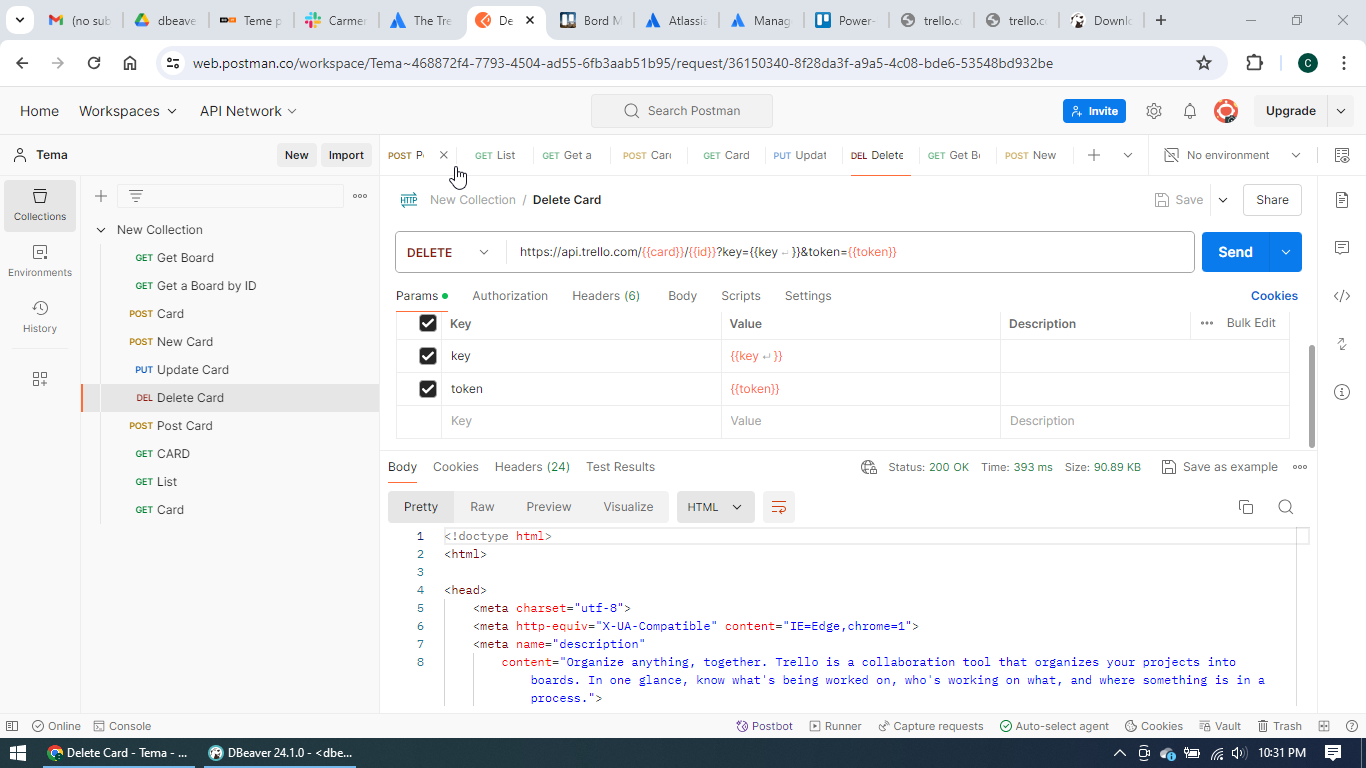 (no sub
dbeave
Teme p
Carmer
The Tre
De
Bord M
Atlassia
Manag
Power-
trello.c
trello.c
Downlo
web.postman.co/workspace/Tema~468872f4-7793-4504-ad55-6fb3aab51b95/request/36150340-8f28da3f-a9a5-4c08-bde6-53548bd932be
C
Home Workspaces API Network
Search Postman
Invite
Upgrade
Tema
New Import
POST Po
GET List
GET Get a
POST Card
GET Card
PUT Updat
DEL Delete
GET Get Bo
POST New
No environment
Collections
Environments
History
New Collection
GET Get Board
GET Get a Board by ID
POST Card
POST New Card
PUT Update Card
DEL Delete Card
POST Post Card
GET CARD
GET List
GET Card
HTTP New Collection / Delete Card
Save
Share
DELETE
https://api.trello.com/{{card}}/{{id}}?key={{key ↵ }}&token={{token}}
Send
Params Authorization Headers (6) Body Scripts Settings
Cookies
Key Value Description ••• Bulk Edit
key {{key ↵ }}
token {{token}}
Key Value Description
Body Cookies Headers (24) Test Results
Status: 200 OK Time: 393 ms Size: 90.89 KB
Save as example
Pretty Raw Preview Visualize HTML
1 <!doctype html>
2 <html>
3
4 <head>
5 <meta charset="utf-8">
6 <meta http-equiv="X-UA-Compatible" content="IE=Edge,chrome=1">
7 <meta name="description"
8 content="Organize anything, together. Trello is a collaboration tool that organizes your projects into
boards. In one glance, know what's being worked on, who's working on what, and where something is in a
process.">
Online Console
Postbot Runner Capture requests Auto-select agent Cookies Vault Trash
Delete Card - Tema - ...
DBeaver 24.1.0 - <dbe...
10:31 PM